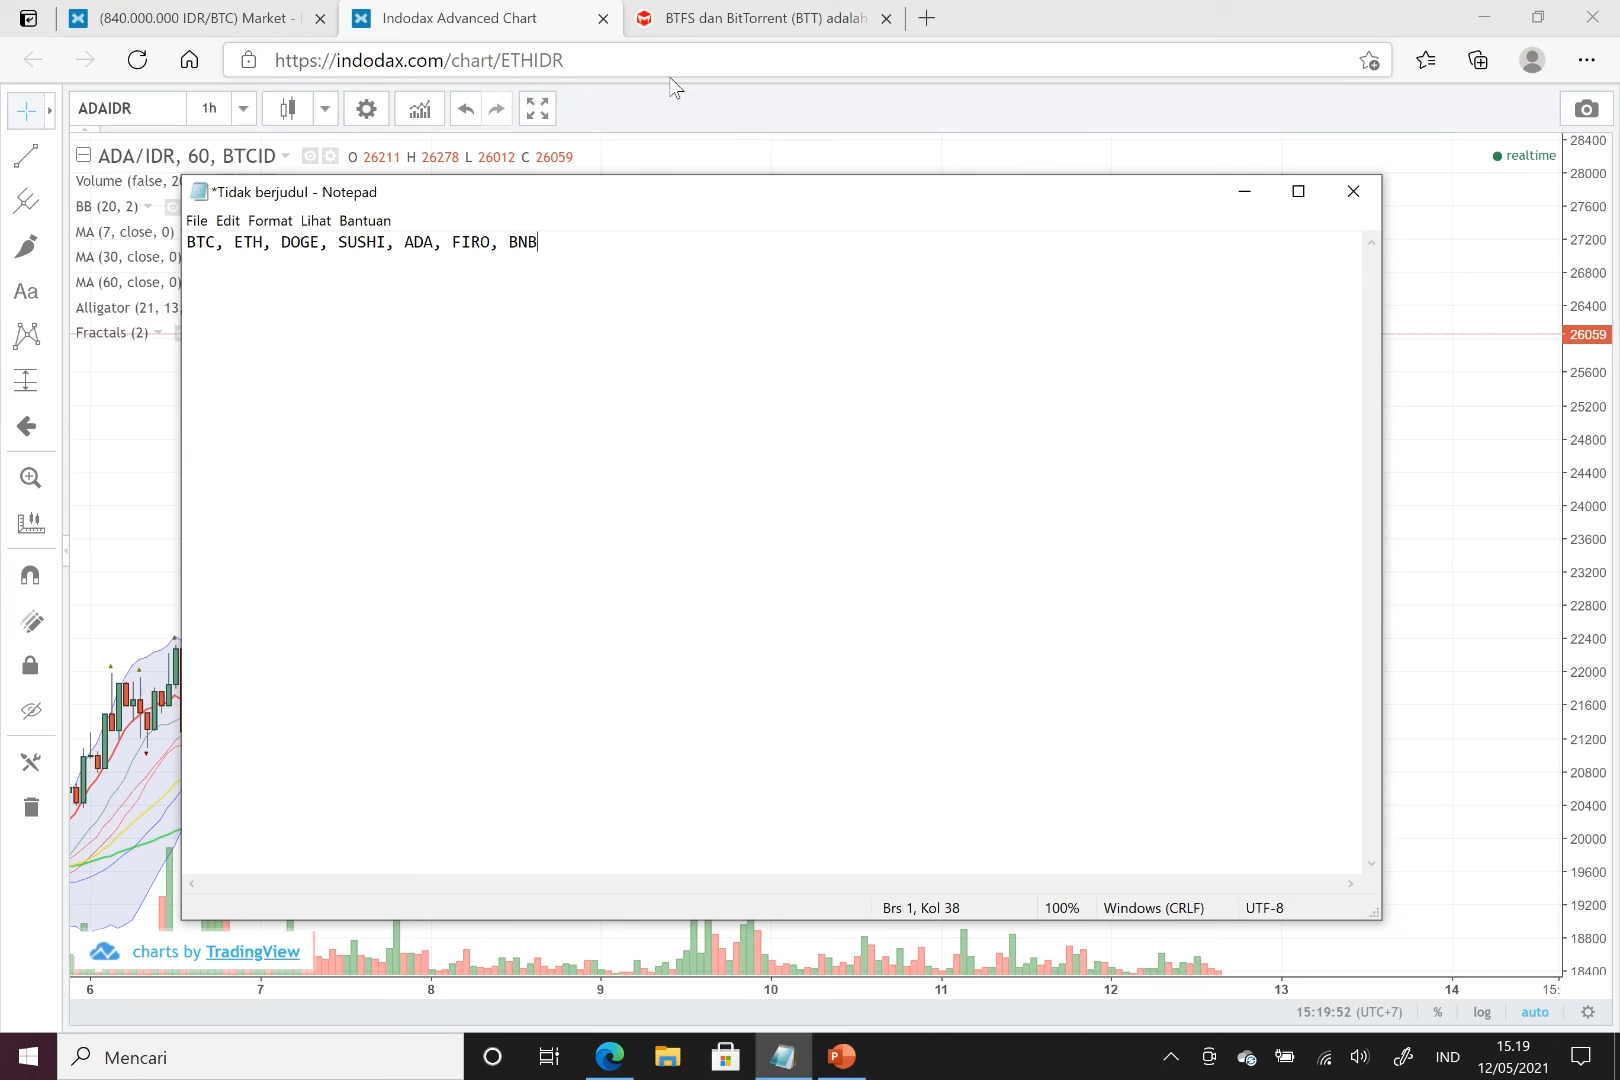 (840.000.000 IDR/BTC) Market -
Indodax Advanced Chart
BTFS dan BitTorrent (BTT) adalah
https://indodax.com/chart/ETHIDR
ADAIDR
1h
ADA/IDR, 60, BTCID
O 26211 H 26278 L 26012 C 26059
realtime
Volume (false, 2
BB (20, 2)
MA (7, close, 0)
MA (30, close, 0)
MA (60, close, 0)
Alligator (21, 13,
Fractals (2)
*Tidak berjudul - Notepad
File Edit Format Lihat Bantuan
BTC, ETH, DOGE, SUSHI, ADA, FIRO, BNB
Brs 1, Kol 38
100%
Windows (CRLF)
UTF-8
Aa
28400
28000
27600
27200
26800
26400
26059
25600
25200
24800
24400
24000
23600
23200
22800
22400
22000
21600
21200
20800
20400
20000
19600
19200
18800
18400
charts by TradingView
6 7 8 9 10 11 12 13 14 15:
15:19:52 (UTC+7)
%
log
auto
Mencari
IND
15.19
12/05/2021